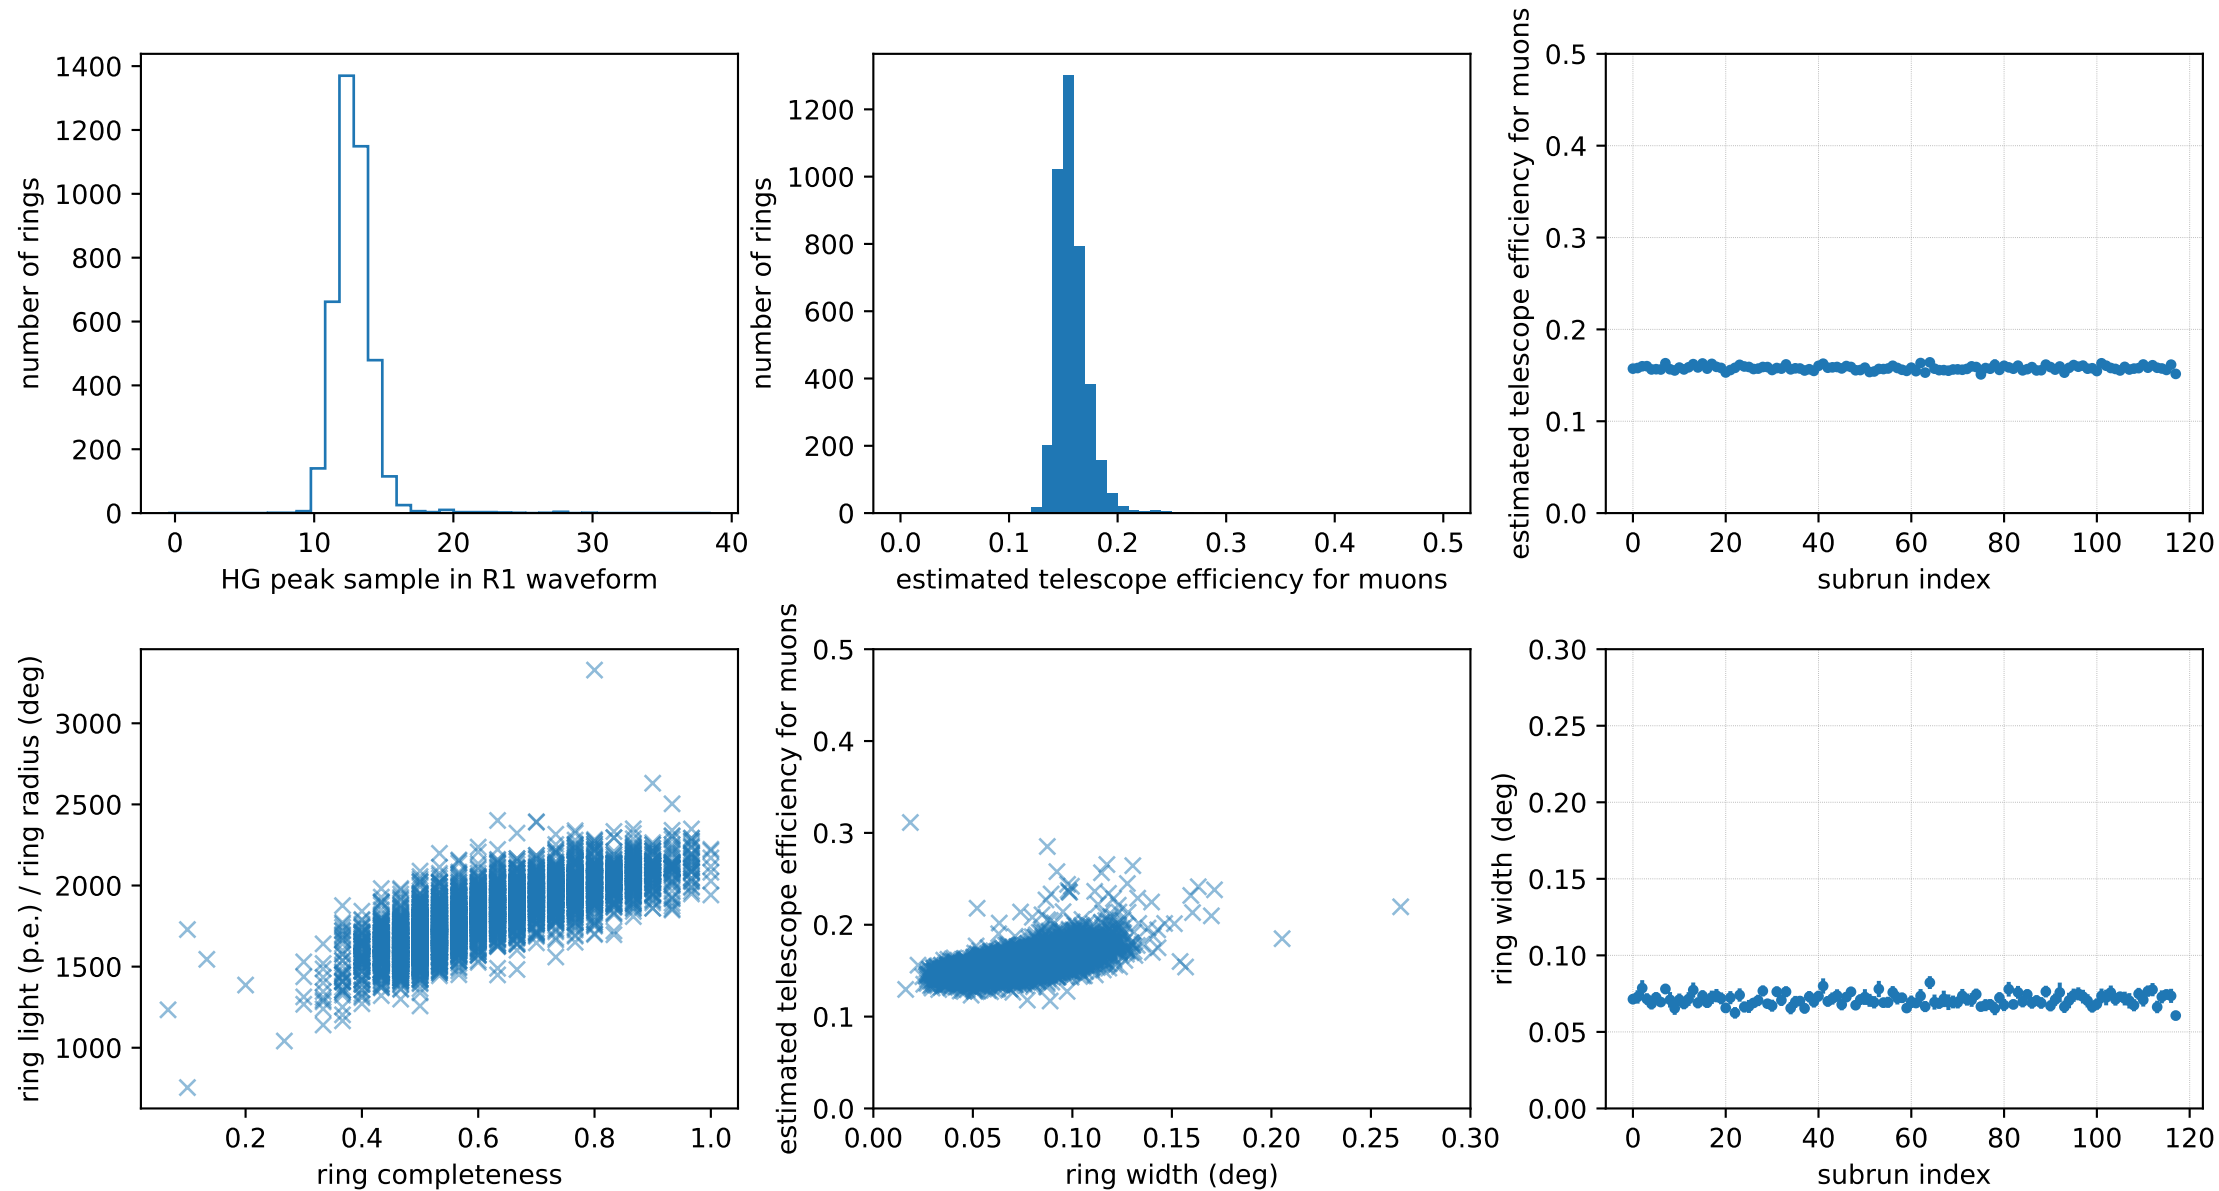 1400
1200
1000
800
600
400
200
0
number of rings
0 10 20 30 40
HG peak sample in R1 waveform
1200
1000
800
600
400
200
0
number of rings
0.0 0.1 0.2 0.3 0.4 0.5
estimated telescope efficiency for muons
0.5
0.4
0.3
0.2
0.1
0.0
estimated telescope efficiency for muons
0 20 40 60 80 100 120
subrun index
3000
2500
2000
1500
1000
ring light (p.e.) / ring radius (deg)
0.2 0.4 0.6 0.8 1.0
ring completeness
0.5
0.4
0.3
0.2
0.1
0.0
estimated telescope efficiency for muons
0.00 0.05 0.10 0.15 0.20 0.25 0.30
ring width (deg)
0.30
0.25
0.20
0.15
0.10
0.05
0.00
ring width (deg)
0 20 40 60 80 100 120
subrun index